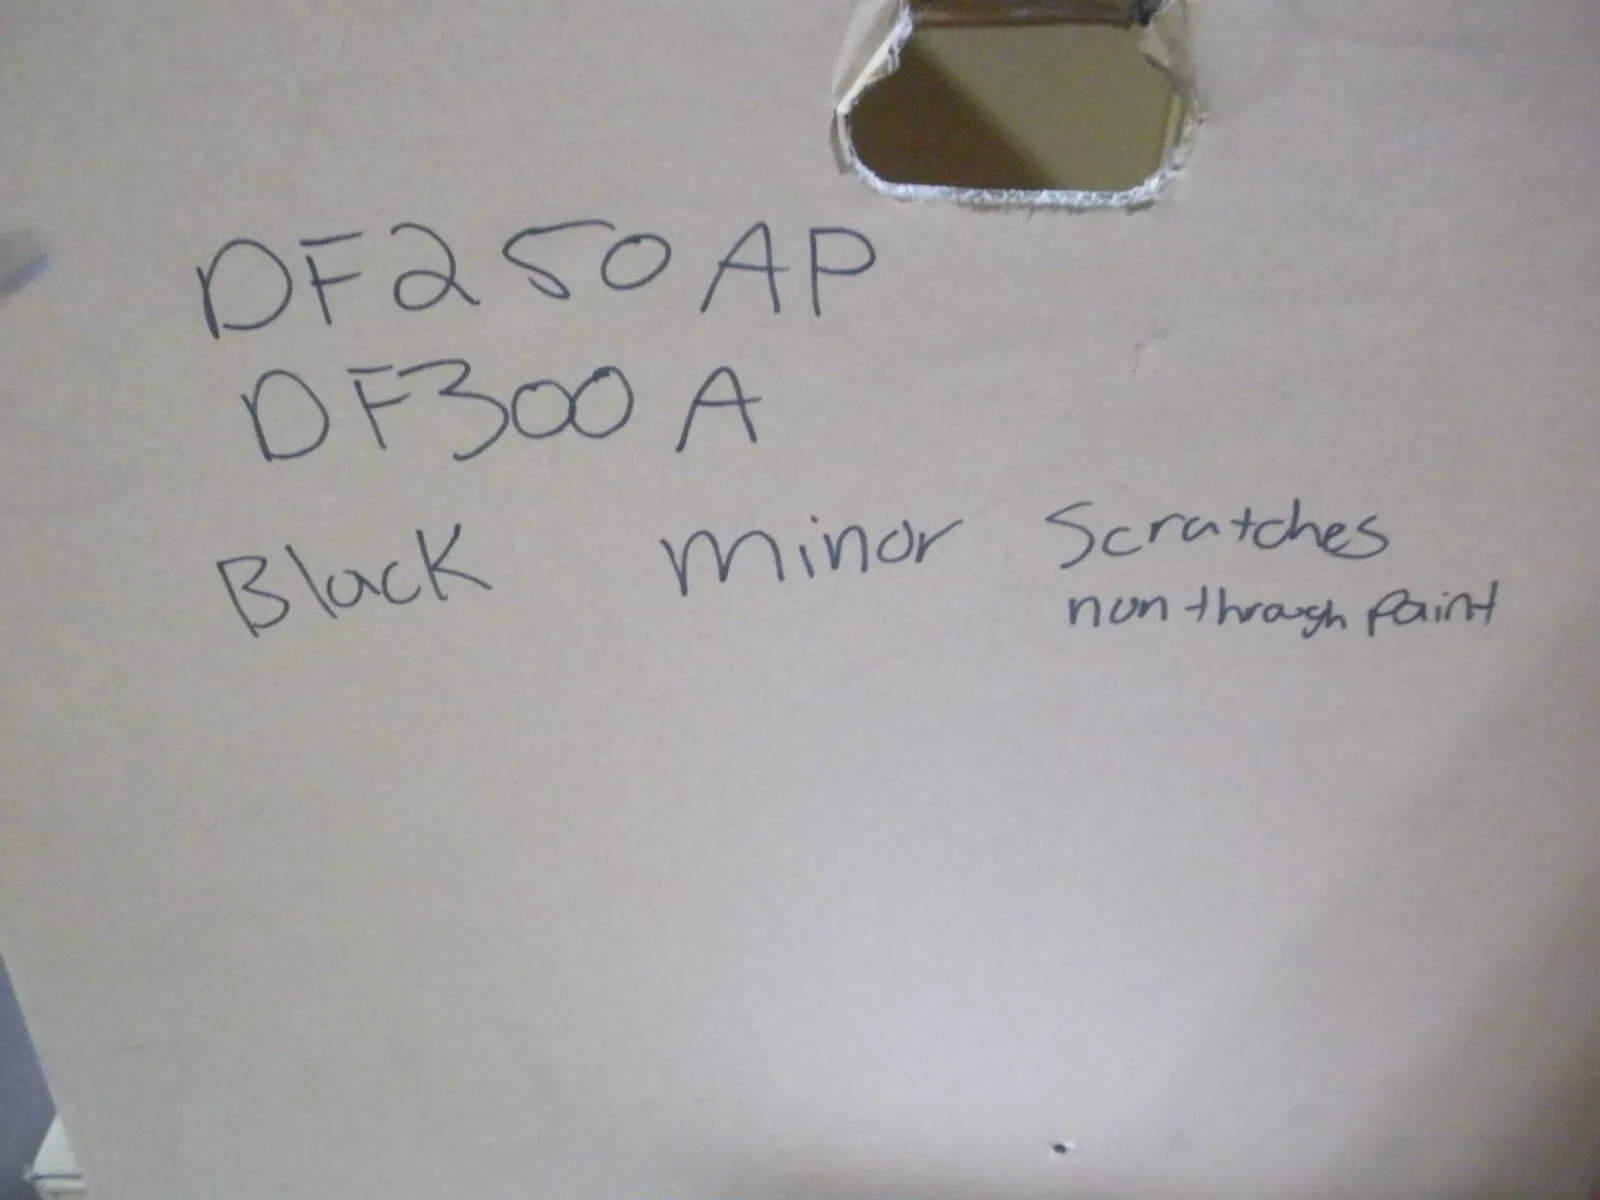 DF250AP
DF300A
Black minor Scratches
non through paint